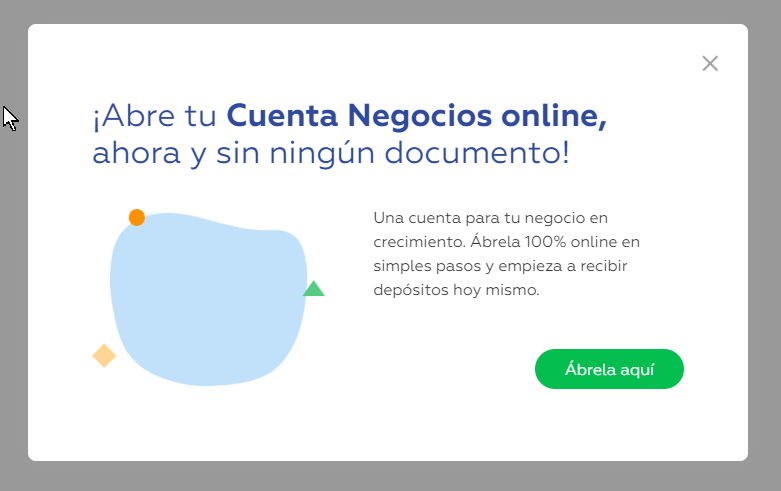 ¡Abre tu Cuenta Negocios online,
ahora y sin ningún documento!
Una cuenta para tu negocio en
crecimiento. Ábrela 100% online en
simples pasos y empieza a recibir
depósitos hoy mismo.
Ábrela aquí